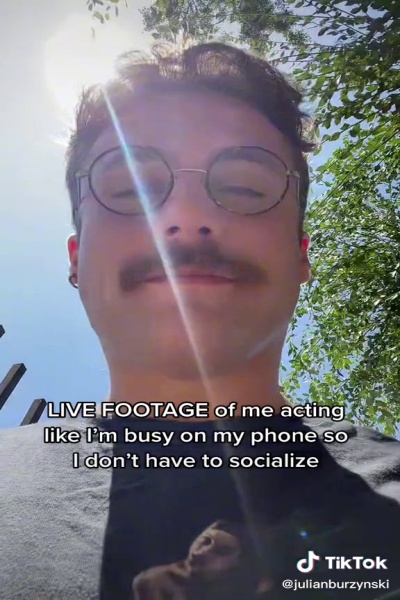 LIVE FOOTAGE of me acting
like I'm busy on my phone so
I don't have to socialize
TikTok
@julianburzynski